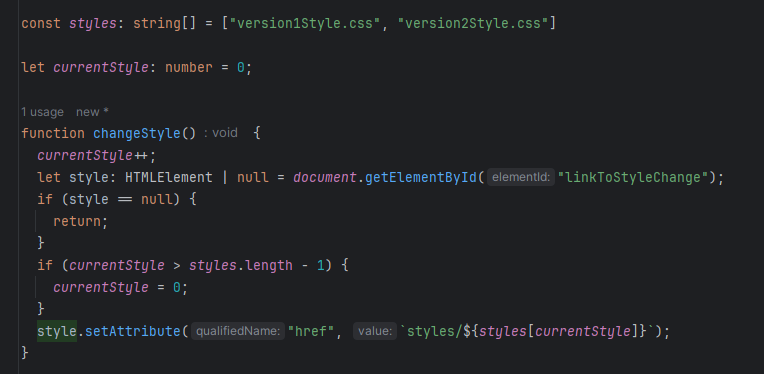 const styles: string[] = ["version1Style.css", "version2Style.css"]
let currentStyle: number = 0;
1 usage new *
function changeStyle() : void {
currentStyle++;
let style: HTMLElement | null = document.getElementById( elementId: "linkToStyleChange");
if (style == null) {
return;
}
if (currentStyle > styles.length - 1) {
currentStyle = 0;
}
style.setAttribute( qualifiedName: "href", value: `styles/${styles[currentStyle]}`);
}